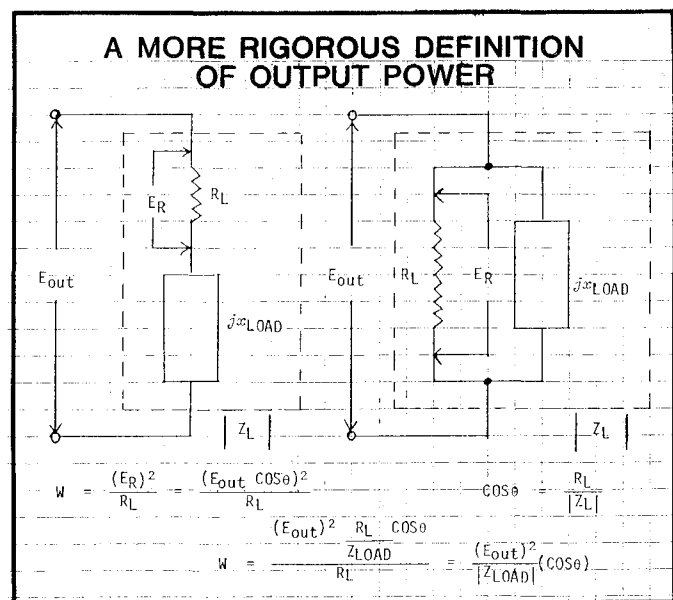 A MORE RIGOROUS DEFINITION
OF OUTPUT POWER
E_R R_L
E_out
jx_LOAD
|Z_L|
E_out R_L E_R
jx_LOAD
|Z_L|
W = (E_R)² / R_L = (E_out COSθ)² / R_L
COSθ = R_L / |Z_L|
W = ((E_out)² R_L / Z_LOAD COSθ) / R_L = (E_out)² / |Z_LOAD| (COSθ)